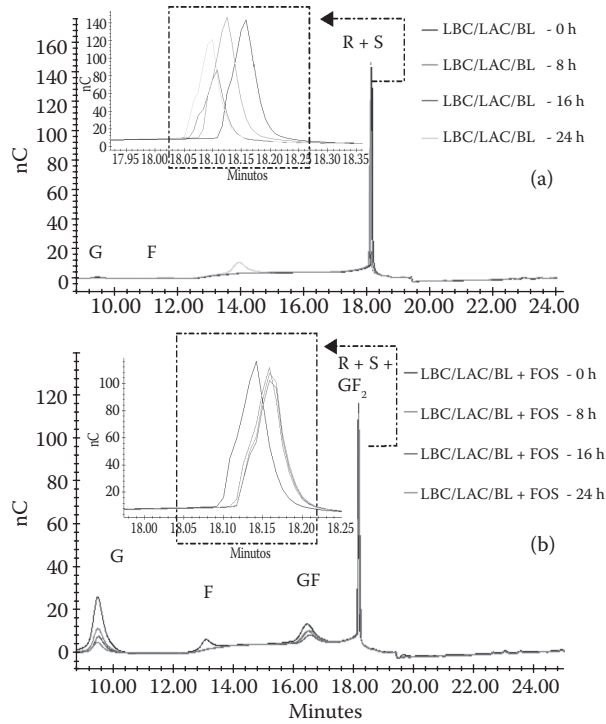 160
140
120
100
80
60
40
20
0
nC
140
120
100
80
60
40
20
0
nC
17.95 18.00 18.05 18.10 18.15 18.20 18.25 18.30 18.35
Minutos
R + S
LBC/LAC/BL - 0 h
LBC/LAC/BL - 8 h
LBC/LAC/BL - 16 h
LBC/LAC/BL - 24 h
(a)
G F
10.00 12.00 14.00 16.00 18.00 20.00 22.00 24.00
120
100
80
60
40
20
0
nC
100
80
60
40
20
nC
18.00 18.05 18.10 18.15 18.20 18.25
Minutos
R + S +
GF₂
LBC/LAC/BL + FOS - 0 h
LBC/LAC/BL + FOS - 8 h
LBC/LAC/BL + FOS - 16 h
LBC/LAC/BL + FOS - 24 h
(b)
G F GF
10.00 12.00 14.00 16.00 18.00 20.00 22.00 24.00
Minutes